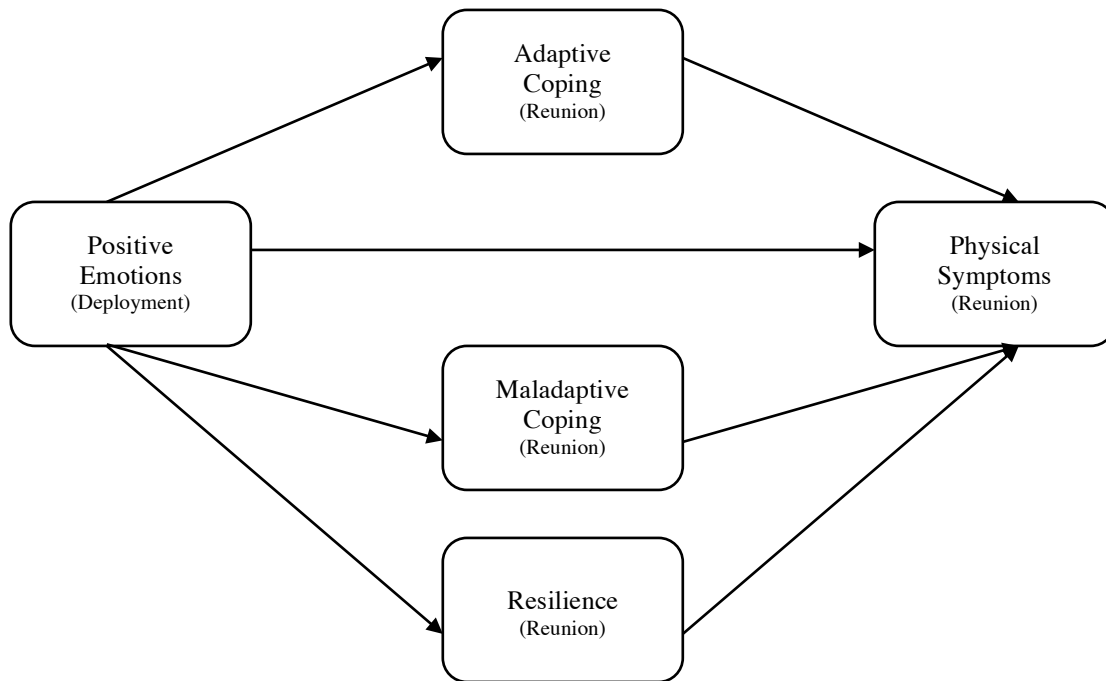 Adaptive
Coping
(Reunion)
Positive
Emotions
(Deployment)
Physical
Symptoms
(Reunion)
Maladaptive
Coping
(Reunion)
Resilience
(Reunion)